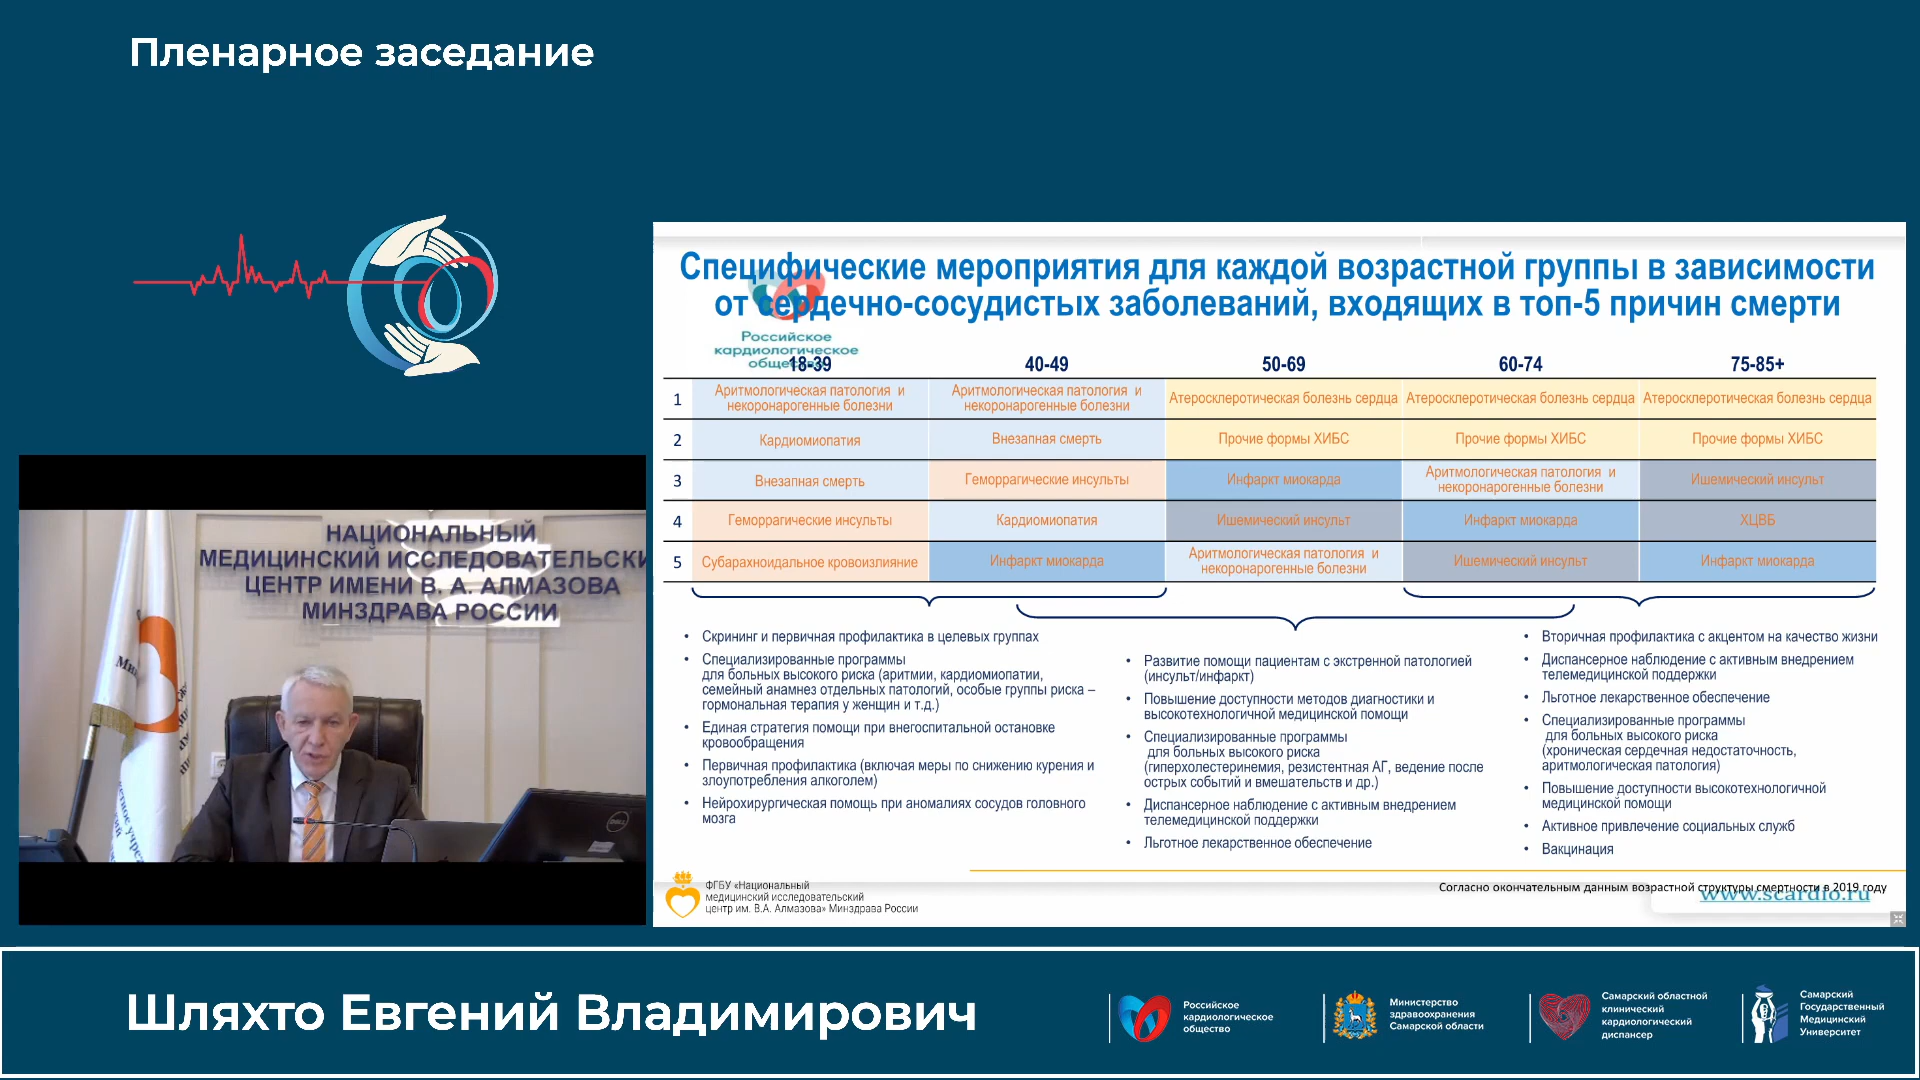 Пленарное заседание
Специфические мероприятия для каждой возрастной группы в зависимости
от сердечно-сосудистых заболеваний, входящих в топ-5 причин смерти
Российское
кардиологическое
18-39
40-49
50-69
60-74
75-85+
1
Аритмологическая патология и
некоронарогенные болезни
Аритмологическая патология и
некоронарогенные болезни
Атеросклеротическая болезнь сердца
Атеросклеротическая болезнь сердца
Атеросклеротическая болезнь сердца
2
Кардиомиопатия
Внезапная смерть
Прочие формы ХИБС
Прочие формы ХИБС
Прочие формы ХИБС
3
Внезапная смерть
Геморрагические инсульты
Инфаркт миокарда
Аритмологическая патология и
некоронарогенные болезни
Ишемический инсульт
4
Геморрагические инсульты
Кардиомиопатия
Ишемический инсульт
Инфаркт миокарда
ХЦВБ
5
Субарахноидальное кровоизлияние
Инфаркт миокарда
Аритмологическая патология и
некоронарогенные болезни
Ишемический инсульт
Инфаркт миокарда
• Скрининг и первичная профилактика в целевых группах
• Специализированные программы
для больных высокого риска (аритмии, кардиомиопатии,
семейный анамнез отдельных патологий, особые группы риска –
гормональная терапия у женщин и т.д.)
• Единая стратегия помощи при внегоспитальной остановке
кровообращения
• Первичная профилактика (включая меры по снижению курения и
злоупотребления алкоголем)
• Нейрохирургическая помощь при аномалиях сосудов головного
мозга
• Развитие помощи пациентам с экстренной патологией
(инсульт/инфаркт)
• Повышение доступности методов диагностики и
высокотехнологичной медицинской помощи
• Специализированные программы
для больных высокого риска
(гиперхолестеринемия, резистентная АГ, ведение после
острых событий и вмешательств и др.)
• Диспансерное наблюдение с активным внедрением
телемедицинской поддержки
• Льготное лекарственное обеспечение
• Вторичная профилактика с акцентом на качество жизни
• Диспансерное наблюдение с активным внедрением
телемедицинской поддержки
• Льготное лекарственное обеспечение
• Специализированные программы
для больных высокого риска
(хроническая сердечная недостаточность,
аритмологическая патология)
• Повышение доступности высокотехнологичной
медицинской помощи
• Активное привлечение социальных служб
• Вакцинация
ФГБУ «Национальный
медицинский исследовательский
центр им. В.А. Алмазова» Минздрава России
Согласно окончательным данным возрастной структуры смертности в 2019 году
www.scardio.ru
НАЦИОНАЛЬНЫЙ
МЕДИЦИНСКИЙ ИССЛЕДОВАТЕЛЬСКИ
ЦЕНТР ИМЕНИ В. А. АЛМАЗОВА
МИНЗДРАВА РОССИИ
DELL
Шляхто Евгений Владимирович
Российское
кардиологическое
общество
Министерство
здравоохранения
Самарской области
Самарский областной
клинический
кардиологический
диспансер
Самарский
Государственный
Медицинский
Университет